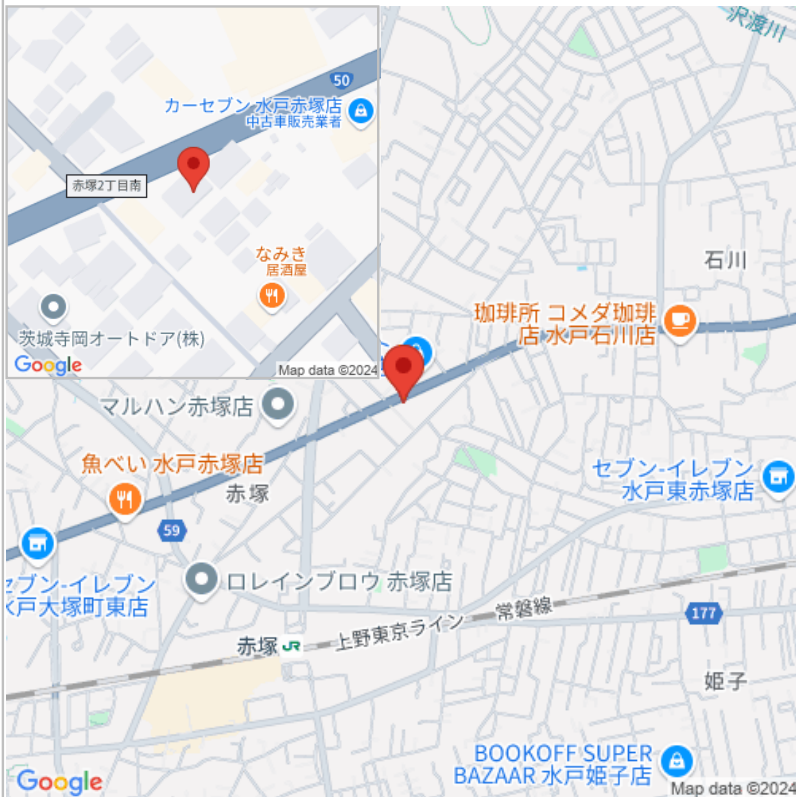 50
カーセブン 水戸赤塚店
中古車販売業者
赤塚2丁目南
なみき
居酒屋
茨城寺岡オートドア(株)
Google
Map data ©2024
沢渡川
石川
珈琲所 コメダ珈琲
店 水戸石川店
マルハン赤塚店
魚べい 水戸赤塚店
赤塚
セブン-イレブン
水戸東赤塚店
59
セブン-イレブン
水戸大塚町東店
ロレインブロウ 赤塚店
赤塚 JR
上野東京ライン
常磐線
177
姫子
BOOKOFF SUPER
BAZAAR 水戸姫子店
Google
Map data ©2024